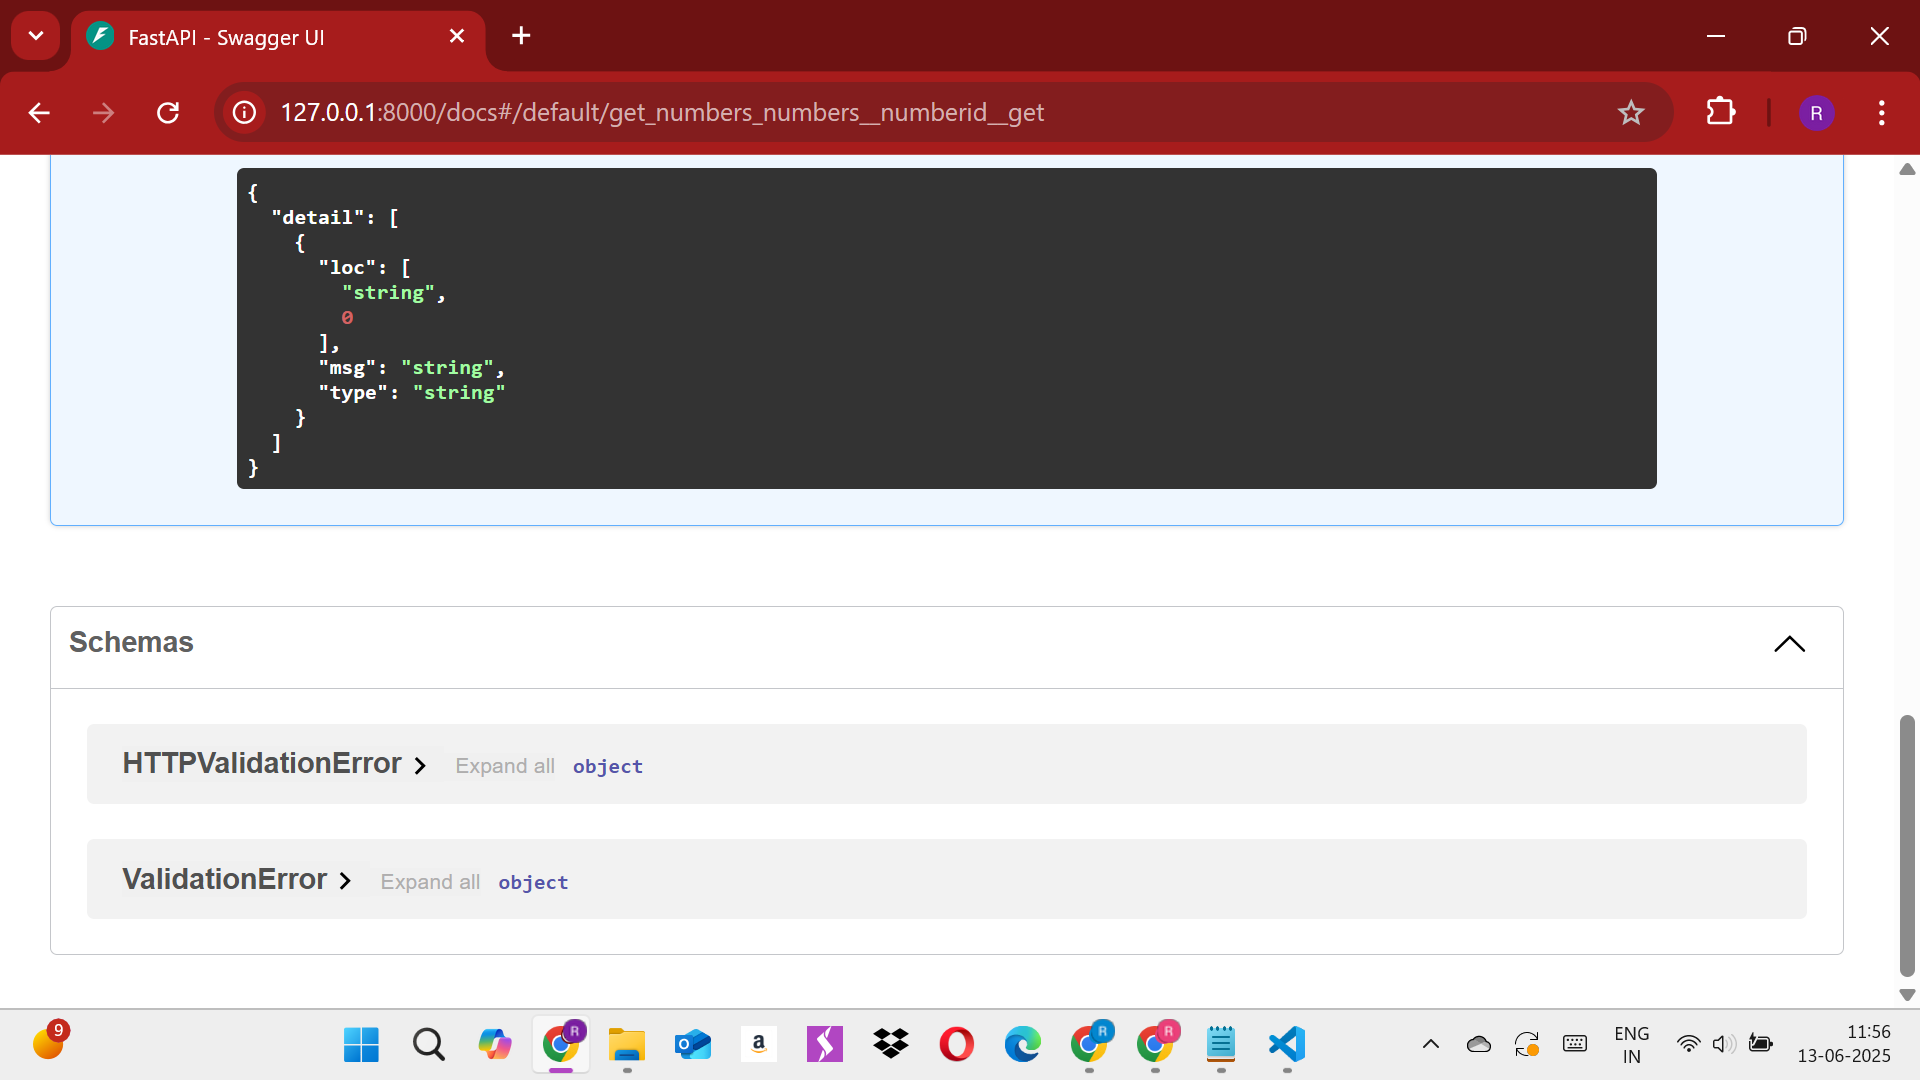 FastAPI - Swagger UI
127.0.0.1:8000/docs#/default/get_numbers_numbers__numberid__get
R
{
"detail": [
{
"loc": [
"string",
0
],
"msg": "string",
"type": "string"
}
]
}
Schemas
HTTPValidationError Expand all object
ValidationError Expand all object
9
R
a
R
R
ENG
IN
11:56
13-06-2025